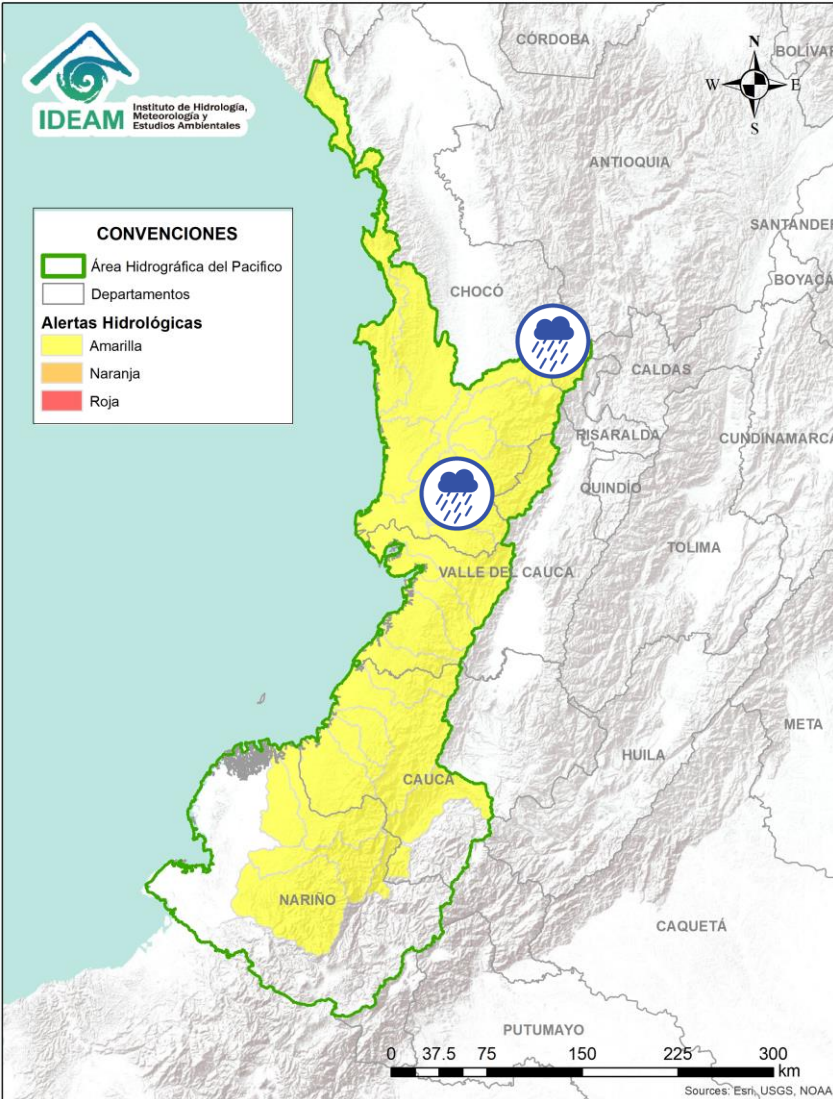 IDEAM
Instituto de Hidrología,
Meteorología y
Estudios Ambientales
CONVENCIONES
Área Hidrográfica del Pacifico
Departamentos
Alertas Hidrológicas
Amarilla
Naranja
Roja
N
W E
S
CÓRDOBA
BOLÍVAR
ANTIOQUIA
SANTANDER
BOYACÁ
CHOCÓ
CALDAS
RISARALDA
CUNDINAMARCA
QUINDÍO
TOLIMA
VALLE DEL CAUCA
META
HUILA
CAUCA
NARIÑO
CAQUETÁ
PUTUMAYO
0 37.5 75 150 225 300
km
Sources: Esri, USGS, NOAA